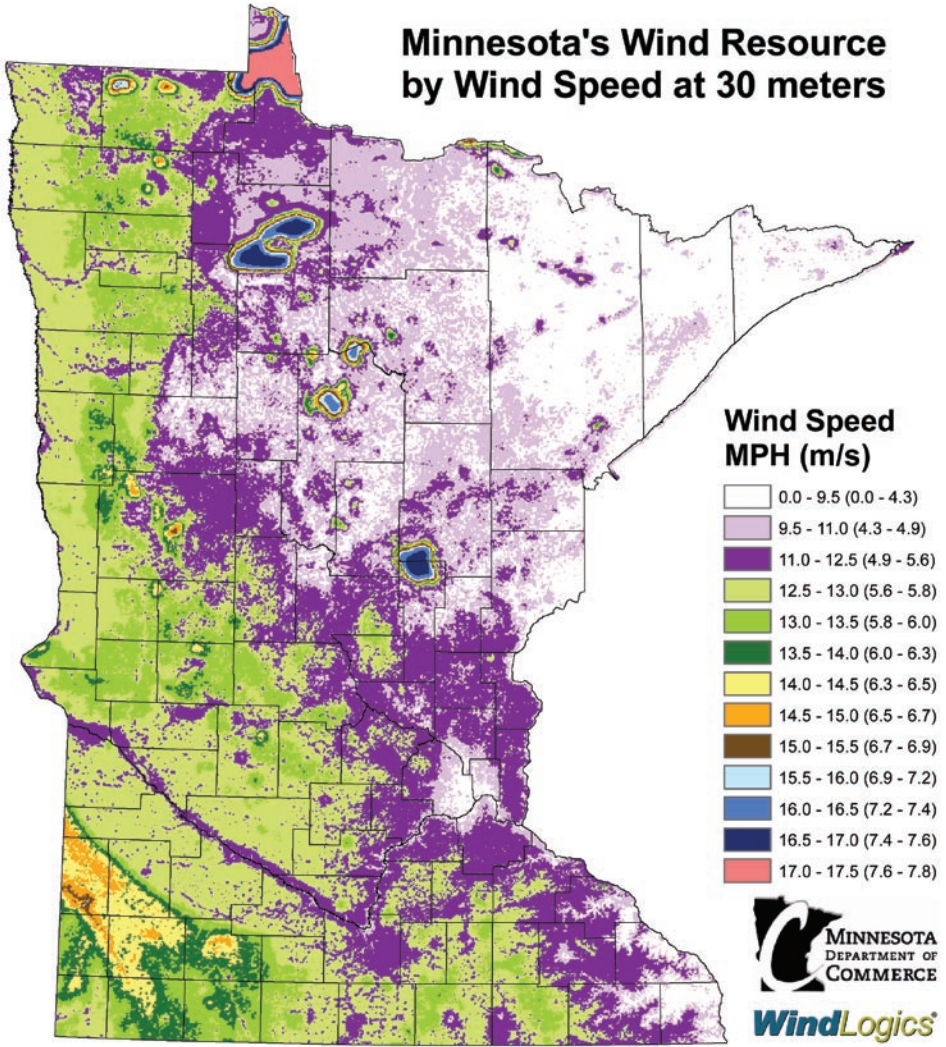 Minnesota's Wind Resource
by Wind Speed at 30 meters
Wind Speed
MPH (m/s)
0.0 - 9.5 (0.0 - 4.3)
9.5 - 11.0 (4.3 - 4.9)
11.0 - 12.5 (4.9 - 5.6)
12.5 - 13.0 (5.6 - 5.8)
13.0 - 13.5 (5.8 - 6.0)
13.5 - 14.0 (6.0 - 6.3)
14.0 - 14.5 (6.3 - 6.5)
14.5 - 15.0 (6.5 - 6.7)
15.0 - 15.5 (6.7 - 6.9)
15.5 - 16.0 (6.9 - 7.2)
16.0 - 16.5 (7.2 - 7.4)
16.5 - 17.0 (7.4 - 7.6)
17.0 - 17.5 (7.6 - 7.8)
MINNESOTA
DEPARTMENT OF
COMMERCE
WindLogics